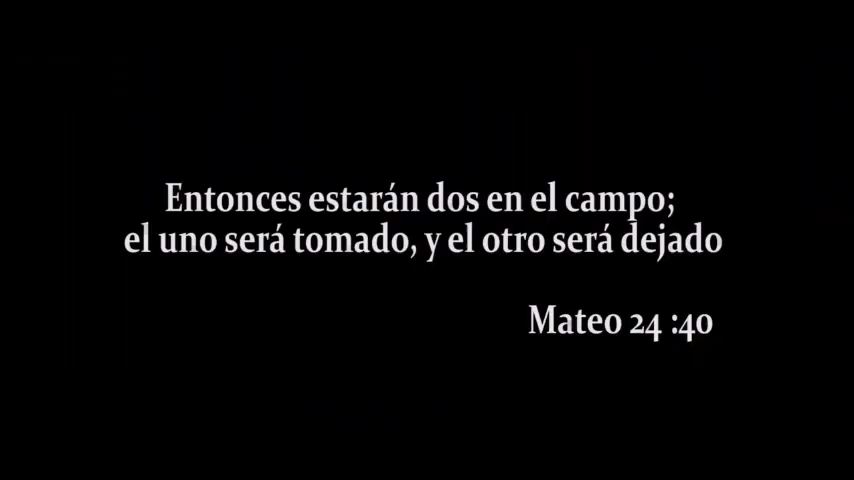 Entonces estarán dos en el campo;
el uno será tomado, y el otro será dejado
Mateo 24 :40